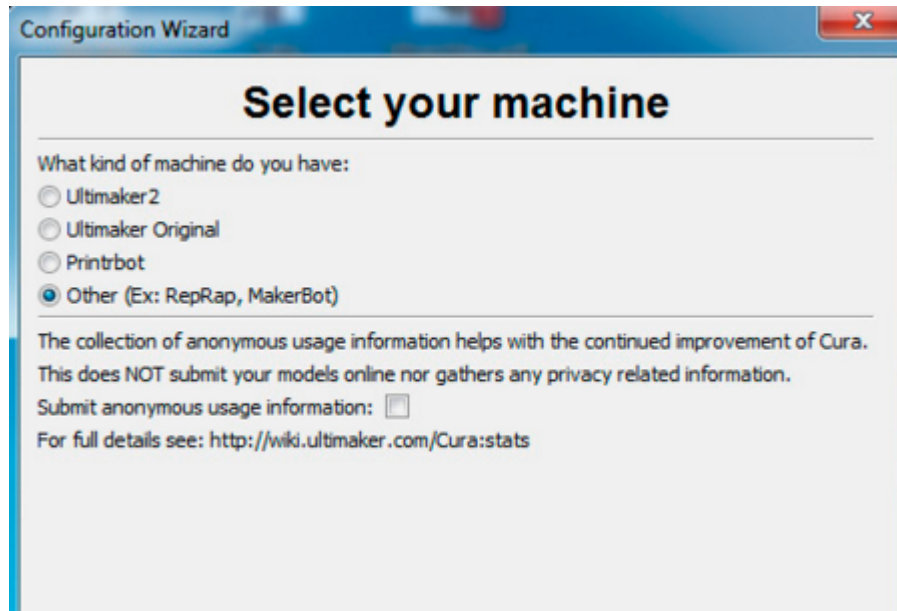 Configuration Wizard
Select your machine
What kind of machine do you have:
Ultimaker2
Ultimaker Original
Printrbot
Other (Ex: RepRap, MakerBot)
The collection of anonymous usage information helps with the continued improvement of Cura.
This does NOT submit your models online nor gathers any privacy related information.
Submit anonymous usage information:
For full details see: http://wiki.ultimaker.com/Cura:stats